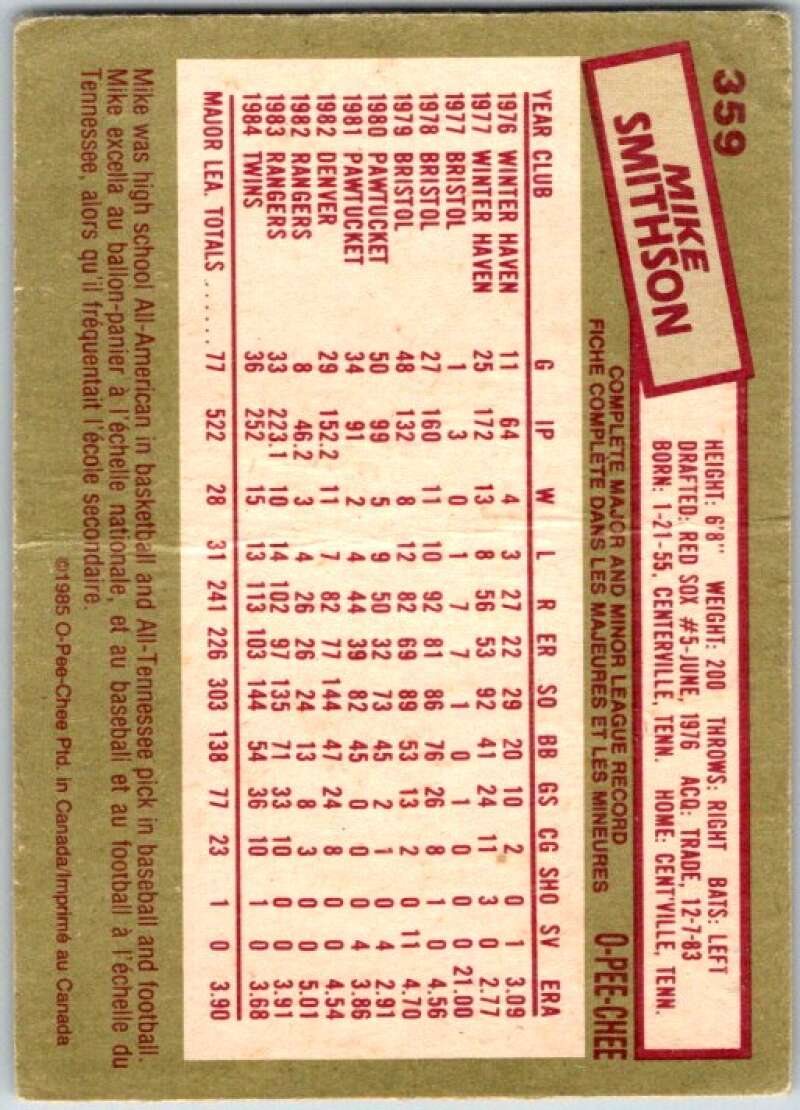 359
MIKE
SMITHSON
HEIGHT: 6'8" WEIGHT: 200 THROWS: RIGHT BATS: LEFT
DRAFTED: RED SOX #5-JUNE, 1976 ACQ: TRADE, 12-7-83
BORN: 1-21-55, CENTERVILLE, TENN. HOME: CENT'VILLE, TENN.
COMPLETE MAJOR AND MINOR LEAGUE RECORD
FICHE COMPLETE DANS LES MAJEURES ET LES MINEURES
O-PEE-CHEE
YEAR CLUB G IP W L R ER SO BB GS CG SHO SV ERA
1976 WINTER HAVEN 11 64 4 3 27 22 29 20 10 2 0 1 3.09
1977 WINTER HAVEN 25 172 13 8 56 53 92 41 24 11 3 0 2.77
1977 BRISTOL 1 3 0 1 7 7 1 0 1 0 0 0 21.00
1978 BRISTOL 27 160 11 10 92 81 86 76 26 8 1 0 4.56
1979 BRISTOL 48 132 8 12 82 69 89 53 13 2 0 11 4.70
1980 PAWTUCKET 50 99 5 9 50 32 73 45 2 1 0 4 2.91
1981 PAWTUCKET 34 91 2 4 44 39 82 45 0 0 0 4 3.86
1982 DENVER 29 152.2 11 7 82 77 144 47 24 8 0 0 4.54
1982 RANGERS 8 46.2 3 4 26 26 24 13 8 3 0 0 5.01
1983 RANGERS 33 223.1 10 14 102 97 135 71 33 10 0 0 3.91
1984 TWINS 36 252 15 13 113 103 144 54 36 10 1 0 3.68
MAJOR LEA. TOTALS ...... 77 522 28 31 241 226 303 138 77 23 1 0 3.90
Mike was high school All-American in basketball and All-Tennessee pick in baseball and football.
Mike excella au ballon-panier à l'échelle nationale, et au baseball et au football à l'échelle du
Tennessee, alors qu'il fréquentait l'école secondaire.
©1985 O-Pee-Chee Ptd. in Canada/Imprimé au Canada